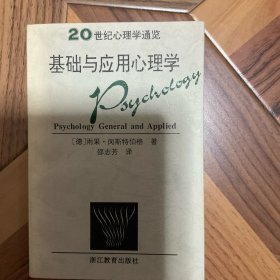 20世纪心理学通览
基础与应用心理学
Psychology
Psychology General and Applied
[德]雨果·闵斯特伯格 著
邵志芳 译
浙江教育出版社